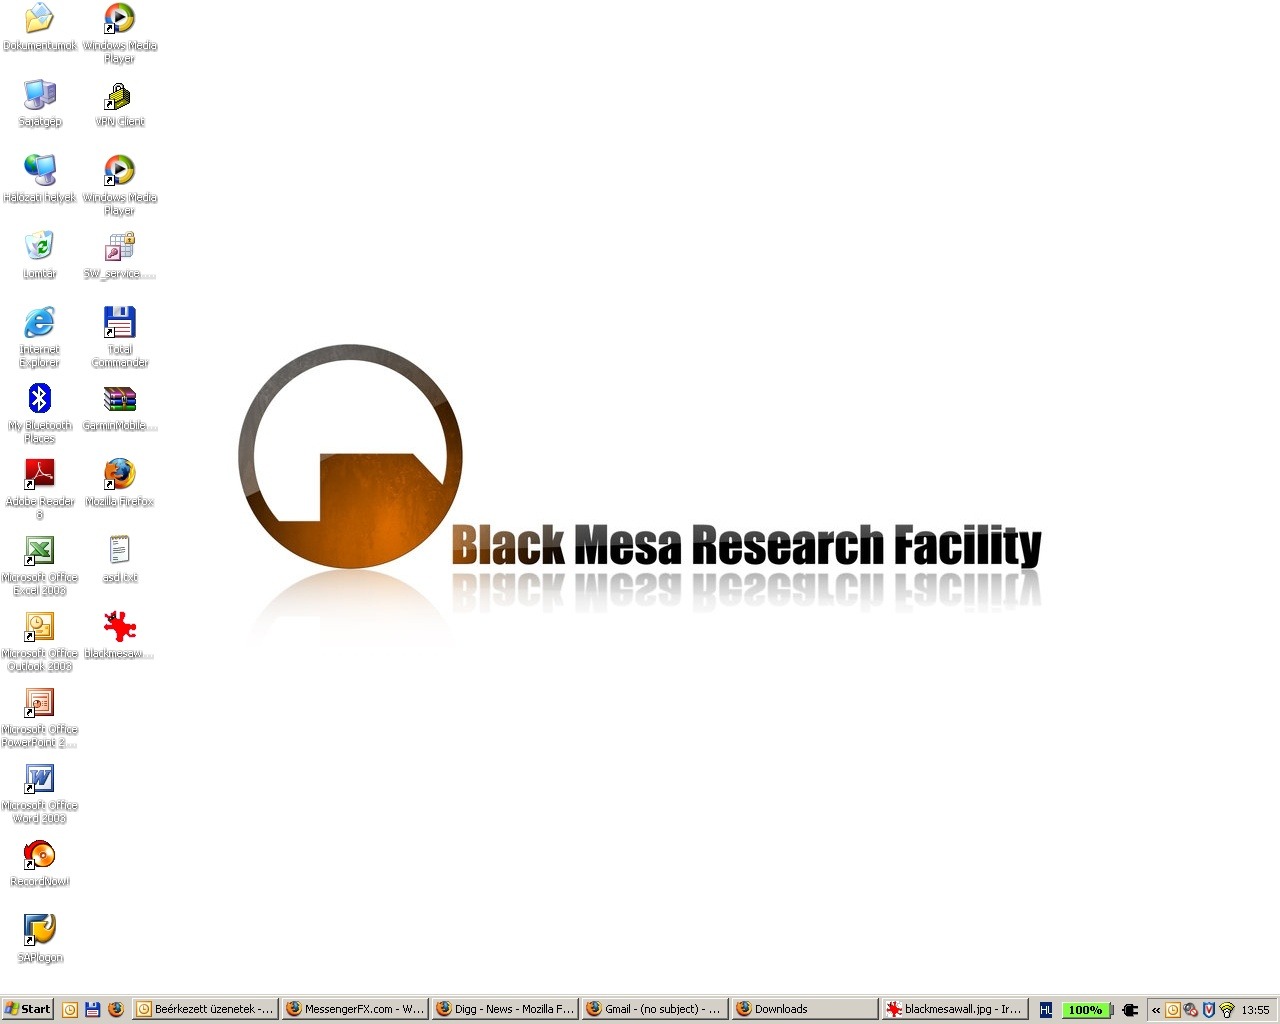 Dokumentumok
Windows Media
Player
Sajátgép
VPN Client
Hálózati helyek
Windows Media
Player
Lomtár
SW_service....
Internet
Explorer
Total
Commander
My Bluetooth
Places
GarminMobile....
Adobe Reader
6
Mozilla Firefox
Microsoft Office
Excel 2003
asd.txt
Microsoft Office
Outlook 2003
blackmesaw....
Microsoft Office
PowerPoint 2...
Microsoft Office
Word 2003
RecordNow!
SAPlogon
Black Mesa Research Facility
Start
Beérkezett üzenetek -...
MessengerFX.com - W...
Digg - News - Mozilla F...
Gmail - (no subject) - ...
Downloads
blackmesawall.jpg - Ir...
HU
100%
«
13:55